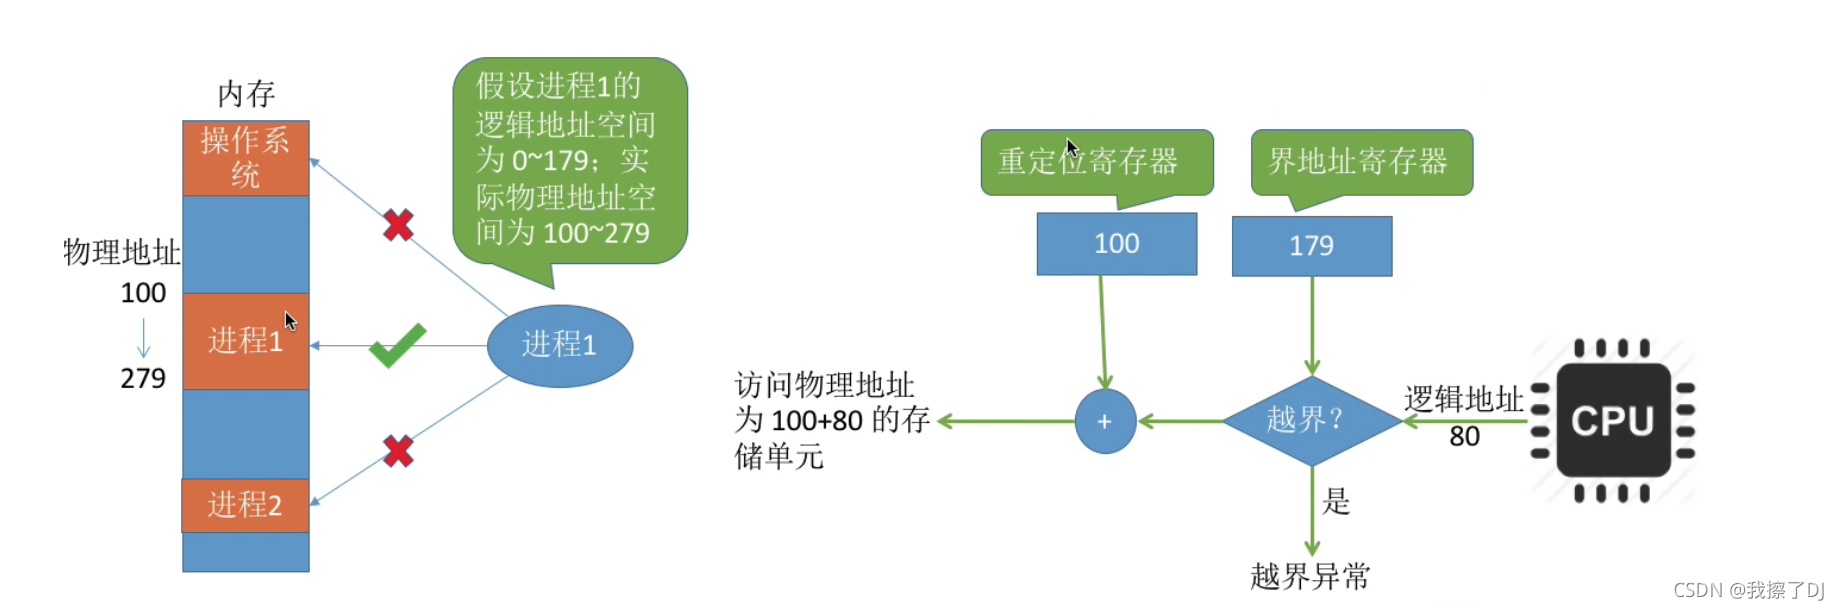 内存
操作系
统
物理地址
100
279
进程1
进程2
假设进程1的
逻辑地址空间
为 0~179；实
际物理地址空
间为 100~279
进程1
重定位寄存器
界地址寄存器
100
179
访问物理地址
为 100+80 的存
储单元
+
越界？
逻辑地址
80
CPU
是
越界异常
CSDN @我擦了DJ